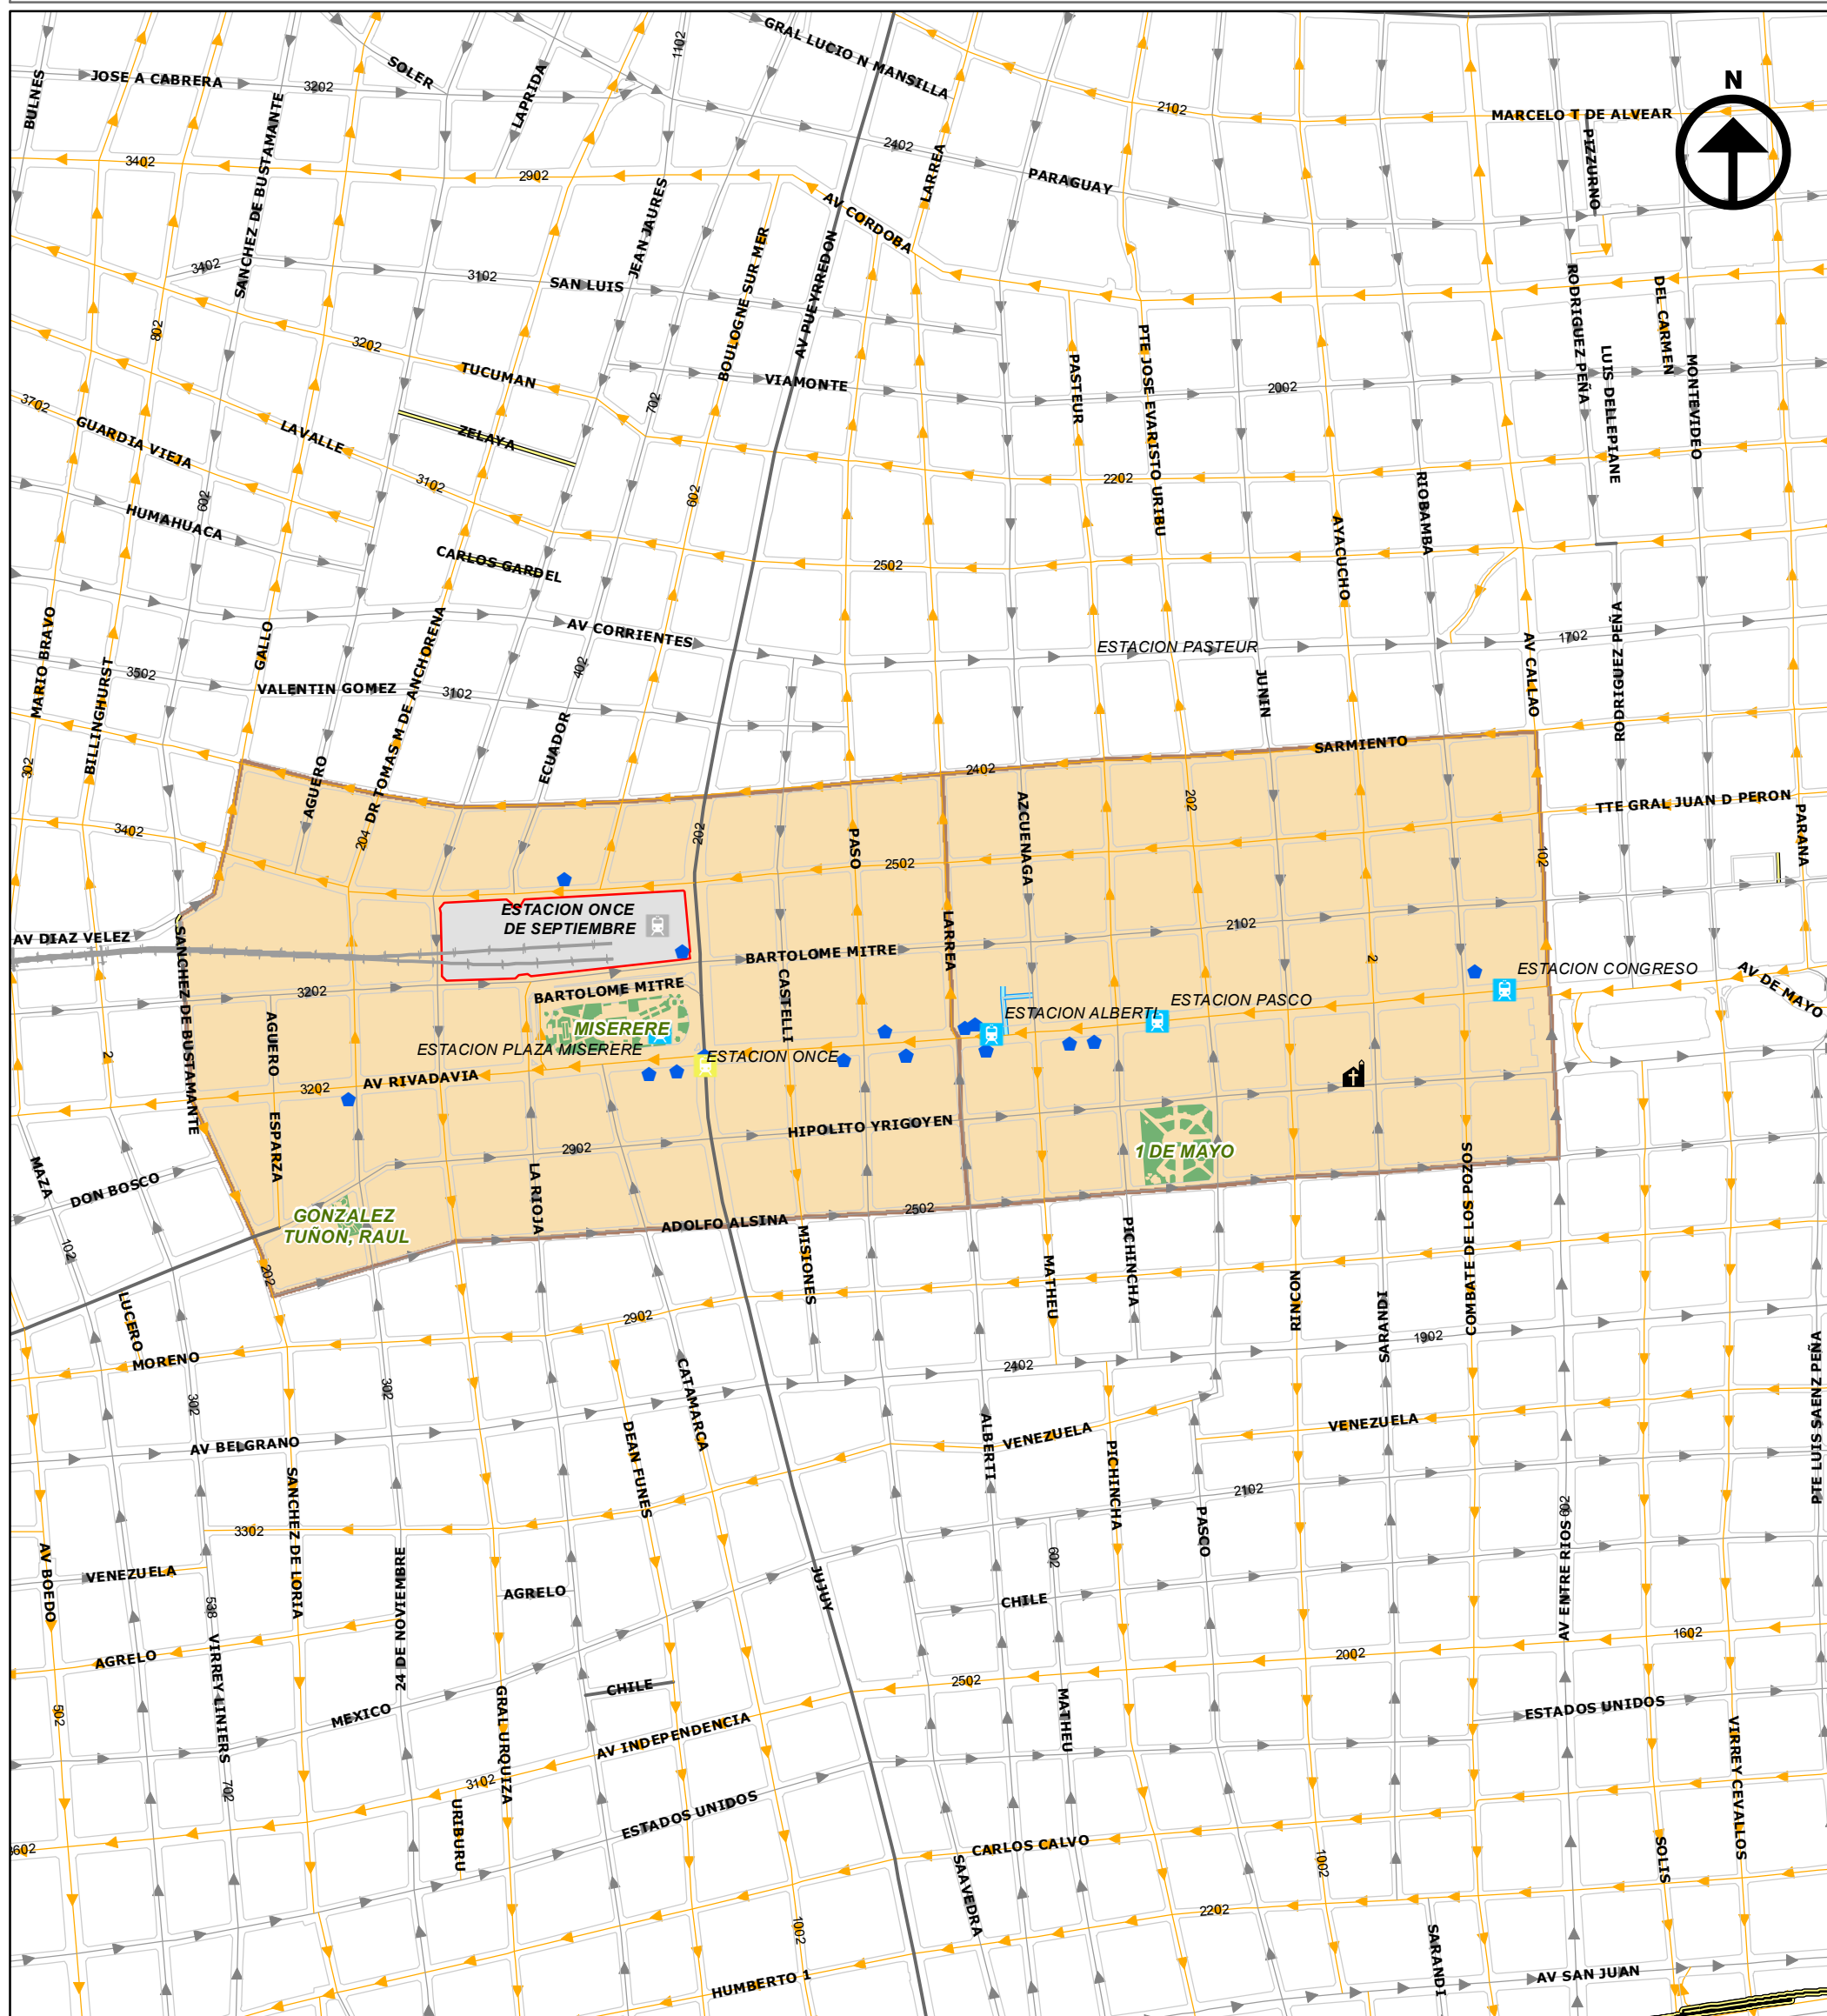 GRAL LUCIO N MANSILLA
1102
SOLER
JOSE A CABRERA
3202
LAPRIDA
BULNES
2102
MARCELO T DE ALVEAR
N
PIZZURNO
SANCHEZ DE BUSTAMANTE
2402
LARREA
PARAGUAY
3402
2902
JEAN JAURES
AV CORDOBA
BOULOGNE SUR MER
AV PUEYRREDON
3402
3102
SAN LUIS
RODRIGUEZ PEÑA
DEL CARMEN
802
3202
TUCUMAN
VIAMONTE
2002
PASTEUR
PTE JOSE EVARISTO URIBU
LUIS DELLEPIANE
MONTEVIDEO
3702
GUARDIA VIEJA
LAVALLE
ZELAYA
702
3102
602
602
2202
RIOBAMBA
HUMAHUACA
CARLOS GARDEL
2502
AYACUCHO
MARIO BRAVO
BILLINGHURST
GALLO
DR TOMAS M DE ANCHORENA
AV CORRIENTES
ESTACION PASTEUR
1702
RODRIGUEZ PEÑA
AV CALLAO
3502
VALENTIN GOMEZ
3102
402
JUNIN
ECUADOR
302
AGUERO
SARMIENTO
2402
TTE GRAL JUAN D PERON
PARANA
3402
204
202
PASO
2502
AZCUENAGA
202
102
ESTACION ONCE
DE SEPTIEMBRE
AV DIAZ VELEZ
SANCHEZ DE BUSTAMANTE
BARTOLOME MITRE
LARREA
2102
2
ESTACION CONGRESO
AV DE MAYO
3202
BARTOLOME MITRE
CASTELLI
ESTACION PASCO
ESTACION ALBERTI
MISERERE
AGUERO
2
ESTACION PLAZA MISERERE
ESTACION ONCE
3202
AV RIVADAVIA
ESPARZA
HIPOLITO YRIGOYEN
2902
1 DE MAYO
COMBATE DE LOS POZOS
MAZA
DON BOSCO
LA RIOJA
GONZALEZ
TUÑON, RAUL
ADOLFO ALSINA
2502
MISIONES
PICHINCHA
MATHEU
102
202
RINCON
SARANDI
LUCERO
2902
1902
MORENO
2402
302
302
CATAMARCA
PTE LUIS SAENZ PEÑA
AV BELGRANO
DEAN FUNES
ALBERTI
VENEZUELA
VENEZUELA
PICHINCHA
SANCHEZ DE LORIA
2102
PASCO
602
AV ENTRE RIOS
3302
AV BOEDO
VENEZUELA
24 DE NOVIEMBRE
602
AGRELO
JUJUY
CHILE
538
VIRREY LINIERS
AGRELO
1602
2002
2502
502
CHILE
GRAL URQUIZA
MATHEU
ESTADOS UNIDOS
MEXICO
AV INDEPENDENCIA
VIRREY CEVALLOS
702
3102
URIBURU
ESTADOS UNIDOS
3602
CARLOS CALVO
SAAVEDRA
1002
SOLIS
2202
1002
SARANDI
HUMBERTO 1
AV SAN JUAN